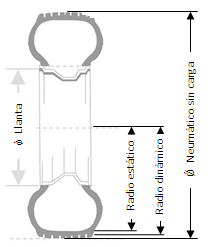 ϕ Llanta
Radio estático
Radio dinámico
Ø Neumático sin carga